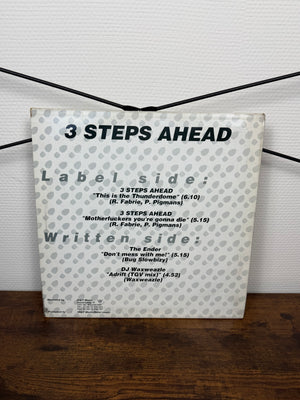 3 STEPS AHEAD
Label side:
3 STEPS AHEAD
"This is the Thunderdome" (6.10)
(R. Fabrie, P. Pigmans)
3 STEPS AHEAD
"Motherfuckers you're gonna die" (5.15)
(R. Fabrie, P. Pigmans)
Written side:
The Ender
"Don't mess with me!" (5.15)
(Bug Slowbizy)
DJ Waxweazle
"Adrift (TGV mix)" (4.52)
(Waxweazle)